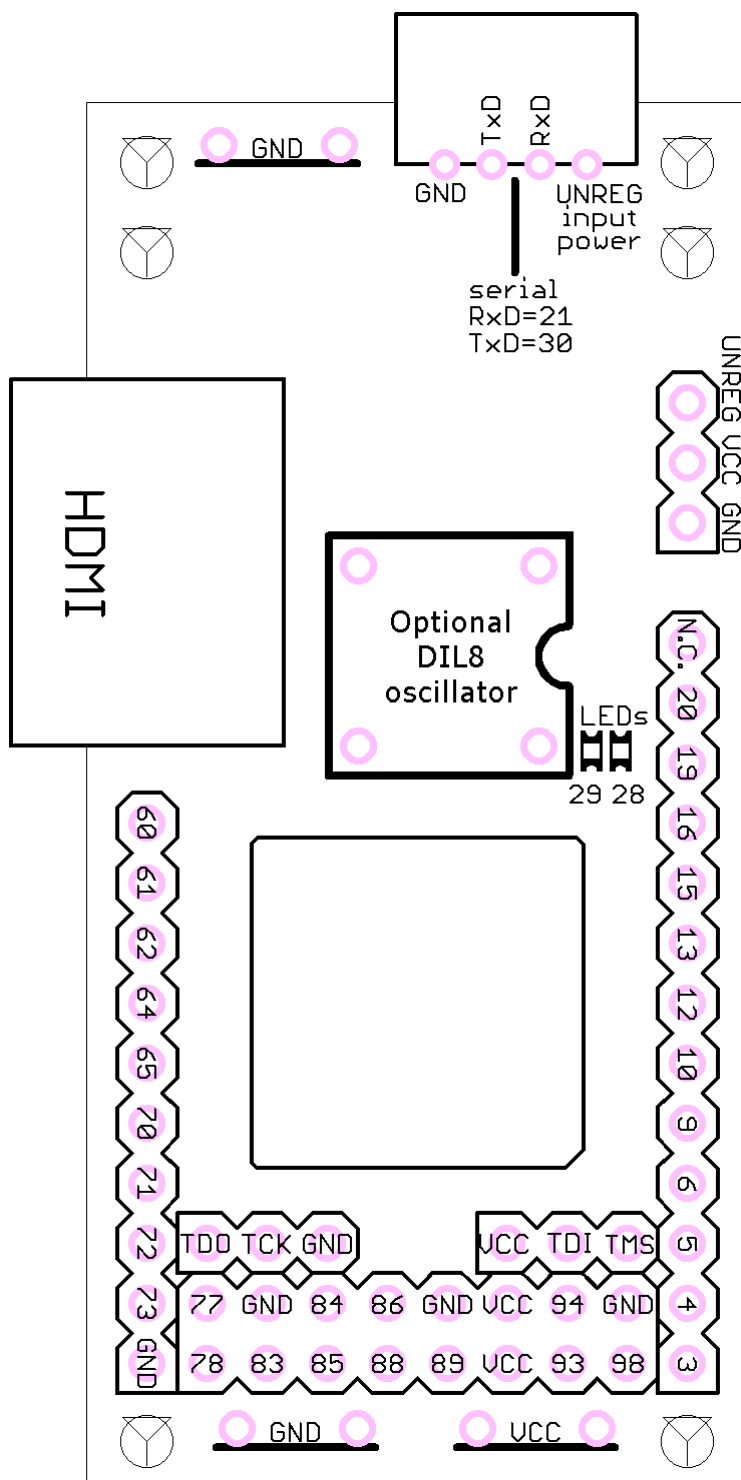 TxD
RxD
GND
GND
UNREG
input
power
serial
RxD=21
TxD=30
UNREG VCC GND
HDMI
Optional
DIL8
oscillator
N.C.
20
LEDs
19
29 28
60
16
61
15
62
13
64
12
65
10
70
9
71
6
72
TDO TCK GND
VCC TDI TMS
5
73
77 GND 84 86 GND VCC 94 GND
4
GND
78 83 85 88 89 VCC 93 98
3
GND
VCC